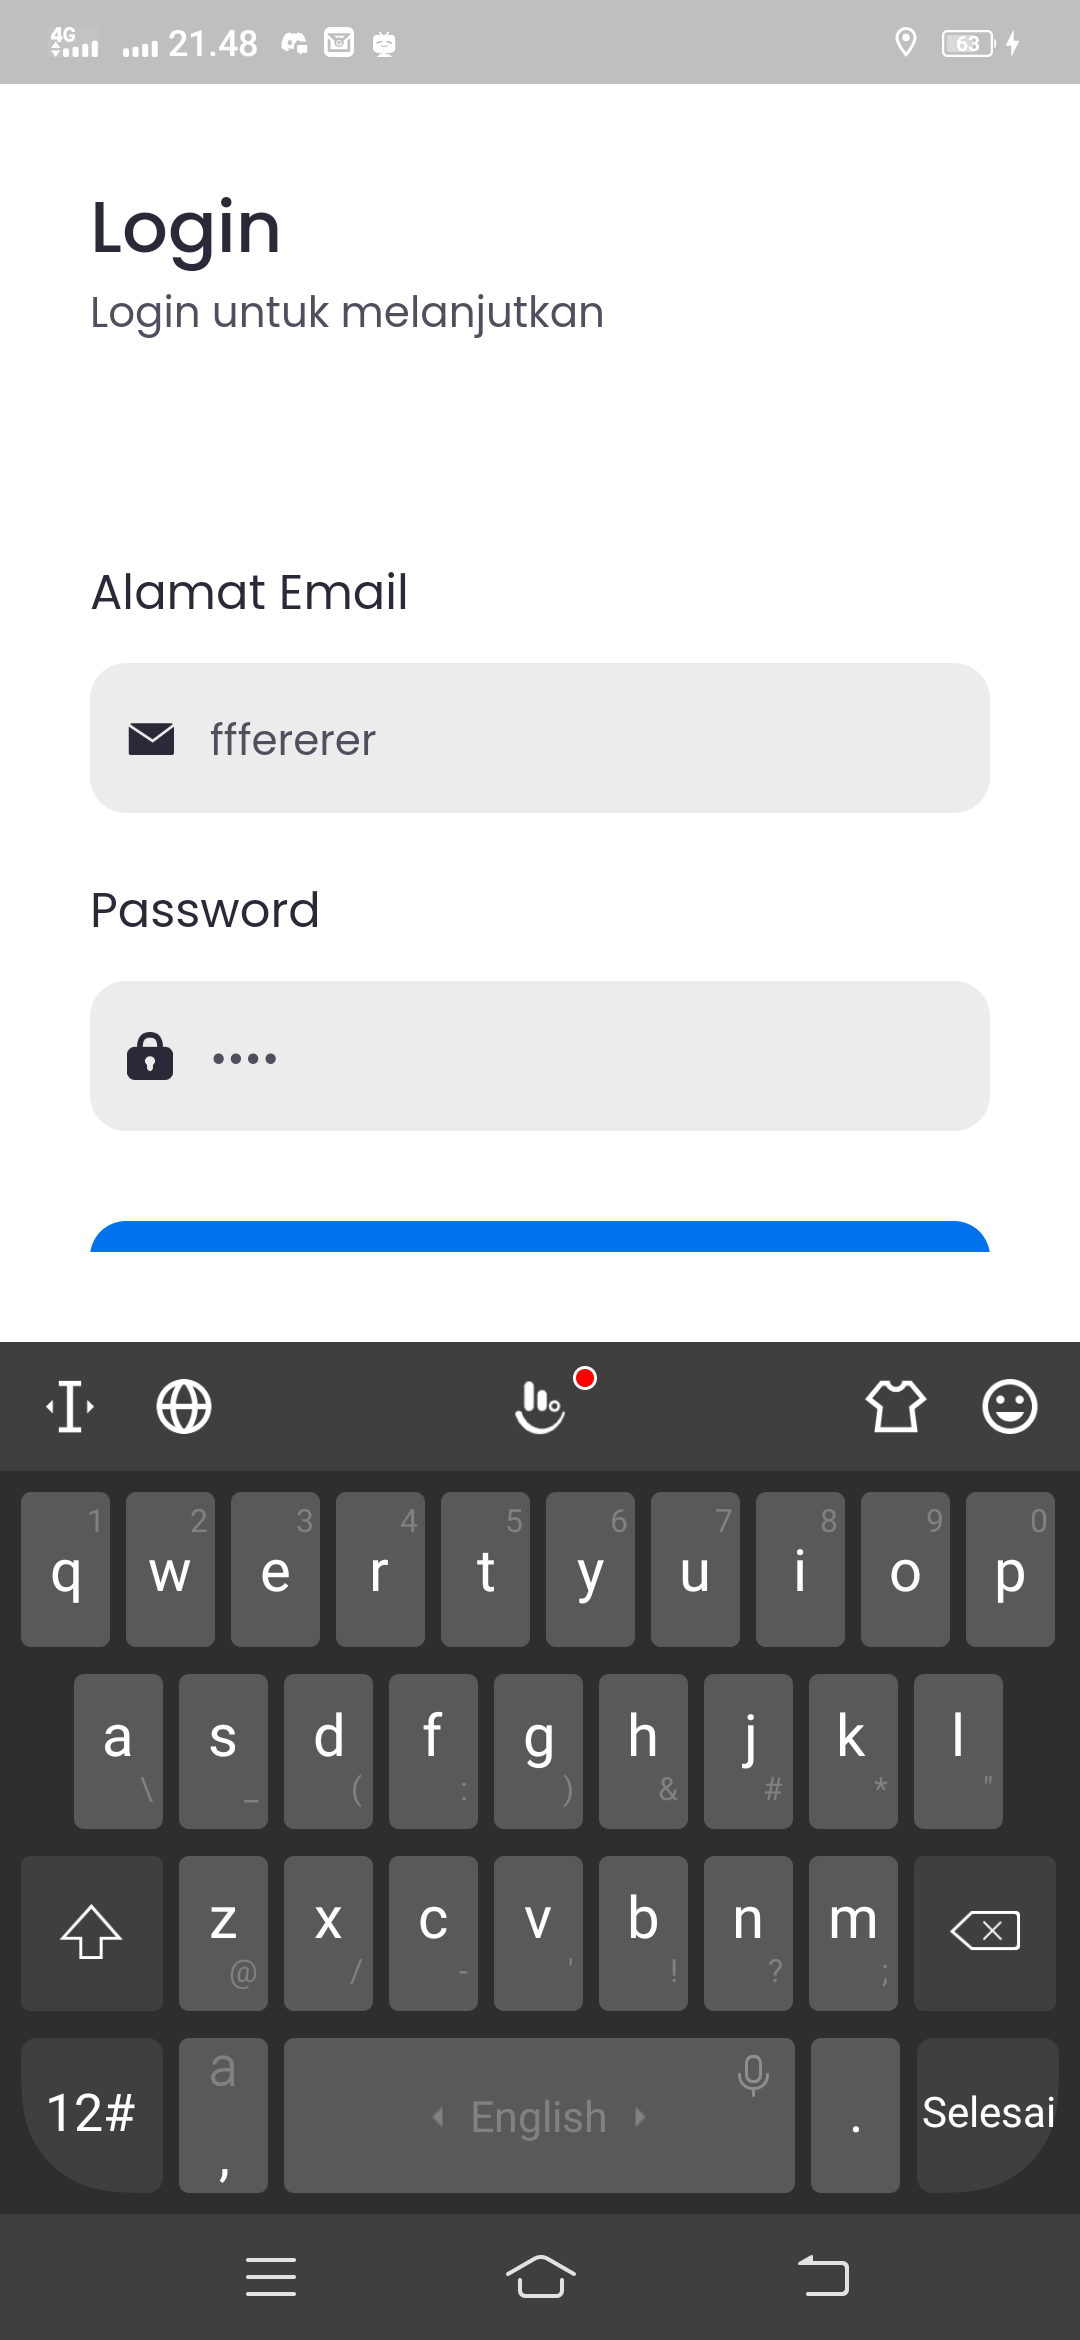 4G 21.48 63
Login
Login untuk melanjutkan
Alamat Email
fffererer
Password
••••
1 2 3 4 5 6 7 8 9 0
q w e r t y u i o p
a s d f g h j k l
\ _ ( : ) & # * "
z x c v b n m
@ / - ' ! ? ;
a
12# , English . Selesai